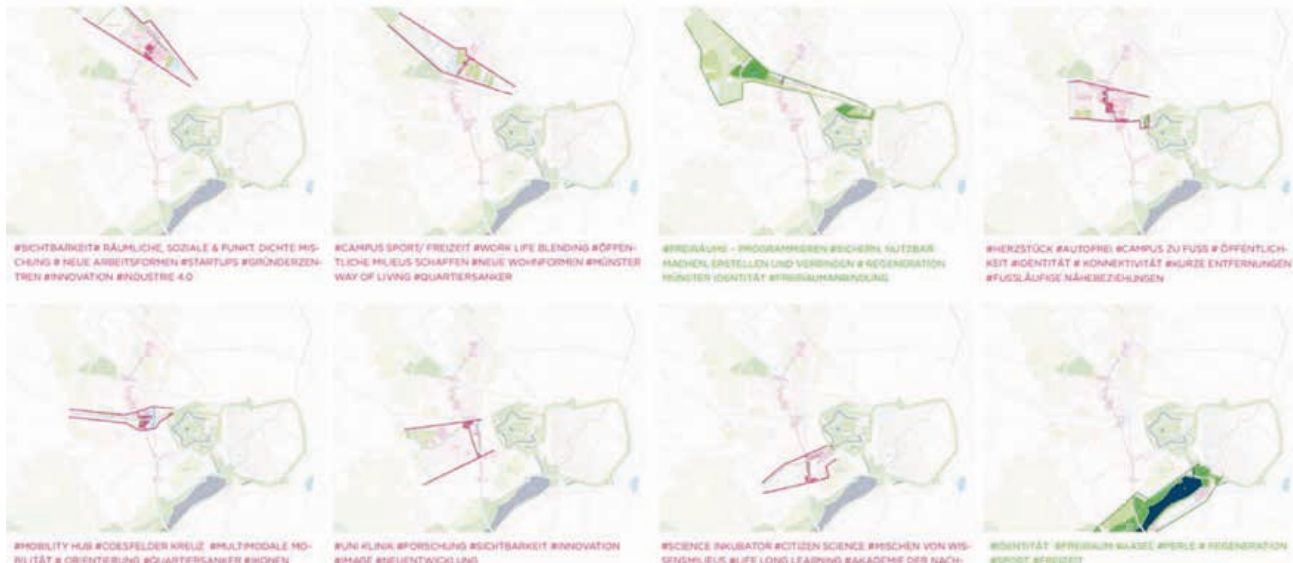 #SICHTBARKEIT# RÄUMLICHE, SOZIALE & FUNKT. DICHTE MIS-
CHUNG # NEUE ARBEITSFORMEN #STARTUPS #GRÜNDERZEN-
TREN #INNOVATION #INDUSTRIE 4.0
#CAMPUS SPORT/ FREIZEIT #WORK LIFE BLENDING #ÖFFEN-
TLICHE MILIEUS SCHAFFEN #NEUE WOHNFORMEN #MÜNSTER
WAY OF LIVING #QUARTIERSANKER
#FREIRÄUME - PROGRAMMIEREN #SICHERN, NUTZBAR
MACHEN, ERSTELLEN UND VERBINDEN # REGENERATION
MÜNSTER IDENTITÄT #FREIRAUMANBINDUNG
#HERZSTÜCK #AUTOFREI #CAMPUS ZU FUSS # ÖFFENTLICH-
KEIT #IDENTITÄT # KONNEKTIVITÄT #KURZE ENTFERNUNGEN
#FUSSLÄUFIGE NÄHEBEZIEHUNGEN
#MOBILITY HUB #COESFELDER KREUZ #MULTIMODALE MO-
BILITÄT # ORIENTIERUNG #QUARTIERSANKER #IKONEN
#UNI KLINIK #FORSCHUNG #SICHTBARKEIT #INNOVATION
#IMAGE #NEUENTWICKLUNG
#SCIENCE INKUBATOR #CITIZEN SCIENCE #MISCHEN VON WIS-
SENSMILIEUS #LIFE LONG LEARNING #AKADEMIE DER NACH-
#IDENTITÄT #FREIRAUM #AASEE #PERLE # REGENERATION
#SPORT #FREIZEIT